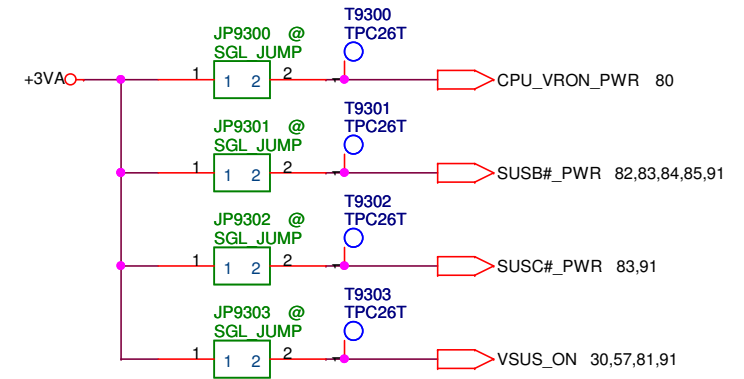 T9300
JP9300 @ TPC26T
SGL_JUMP
+3VA 1 1 2 2 CPU_VRON_PWR 80
T9301
JP9301 @ TPC26T
SGL_JUMP
1 1 2 2 SUSB#_PWR 82,83,84,85,91
T9302
JP9302 @ TPC26T
SGL_JUMP
1 1 2 2 SUSC#_PWR 83,91
T9303
JP9303 @ TPC26T
SGL_JUMP
1 1 2 2 VSUS_ON 30,57,81,91